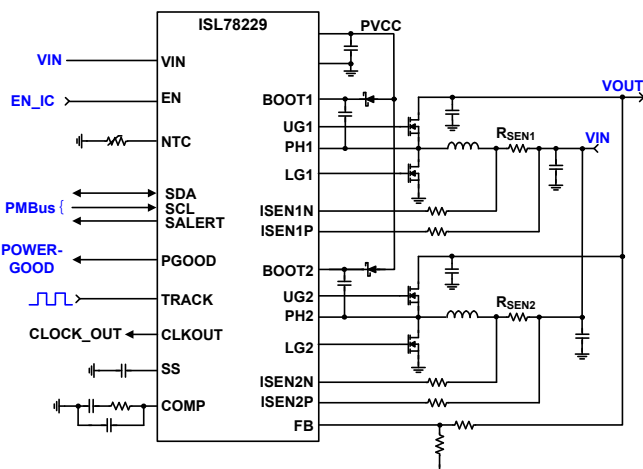 ISL78229
PVCC
VIN
VIN
EN_IC
EN
NTC
PMBus {
SDA
SCL
SALERT
POWER-
GOOD
PGOOD
TRACK
CLOCK_OUT
CLKOUT
SS
COMP
BOOT1
UG1
PH1
LG1
ISEN1N
ISEN1P
BOOT2
UG2
PH2
LG2
ISEN2N
ISEN2P
FB
VOUT
RSEN1
VIN
RSEN2